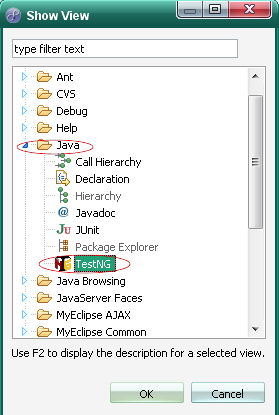 Show View
type filter text
Ant
CVS
Debug
Help
Java
Call Hierarchy
Declaration
Hierarchy
@ Javadoc
Ju JUnit
Package Explorer
TestNG
Java Browsing
JavaServer Faces
MyEclipse AJAX
MyEclipse Common
Use F2 to display the description for a selected view.
OK Cancel